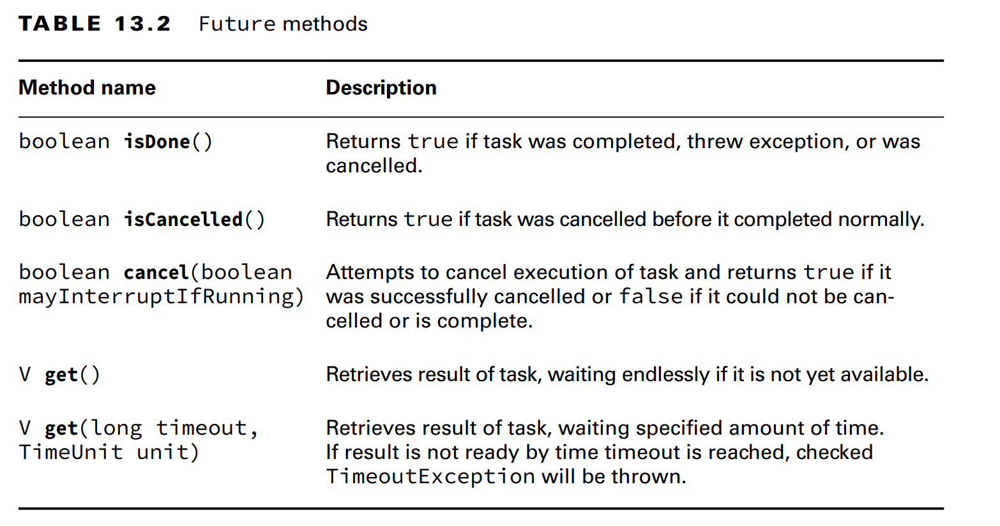 TABLE 13.2 Future methods
Method name Description
boolean isDone() Returns true if task was completed, threw exception, or was
cancelled.
boolean isCancelled() Returns true if task was cancelled before it completed normally.
boolean cancel(boolean Attempts to cancel execution of task and returns true if it
mayInterruptIfRunning) was successfully cancelled or false if it could not be can-
celled or is complete.
V get() Retrieves result of task, waiting endlessly if it is not yet available.
V get(long timeout, Retrieves result of task, waiting specified amount of time.
TimeUnit unit) If result is not ready by time timeout is reached, checked
TimeoutException will be thrown.